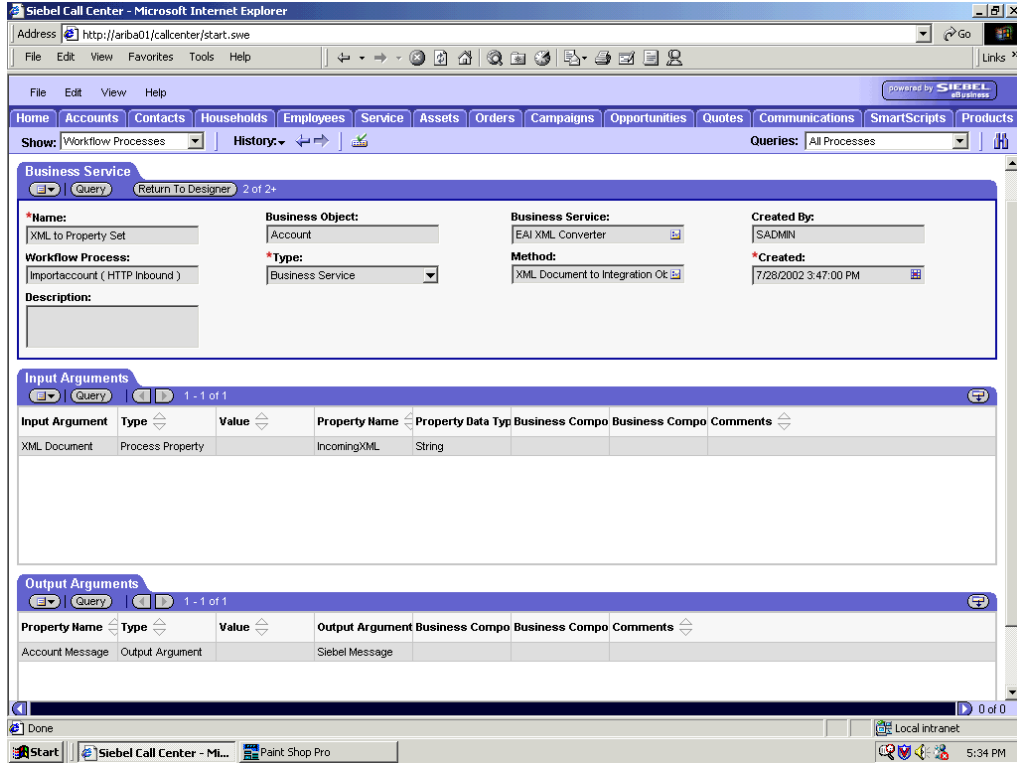 Siebel Call Center - Microsoft Internet Explorer
Address http://ariba01/callcenter/start.swe Go
File Edit View Favorites Tools Help Links »
File Edit View Help powered by SIEBEL eBusiness
Home Accounts Contacts Households Employees Service Assets Orders Campaigns Opportunities Quotes Communications SmartScripts Products
Show: Workflow Processes History: Queries: All Processes
Business Service
Query Return To Designer 2 of 2+
*Name: Business Object: Business Service: Created By:
XML to Property Set Account EAI XML Converter SADMIN
Workflow Process: *Type: Method: *Created:
Importaccount ( HTTP Inbound ) Business Service XML Document to Integration Ob 7/28/2002 3:47:00 PM
Description:
Input Arguments
Query 1 - 1 of 1
Input Argument Type Value Property Name Property Data Typ Business Compo Business Compo Comments
XML Document Process Property IncomingXML String
Output Arguments
Query 1 - 1 of 1
Property Name Type Value Output Argument Business Compo Business Compo Comments
Account Message Output Argument Siebel Message
0 of 0
Done Local intranet
Start Siebel Call Center - Mi... Paint Shop Pro 5:34 PM